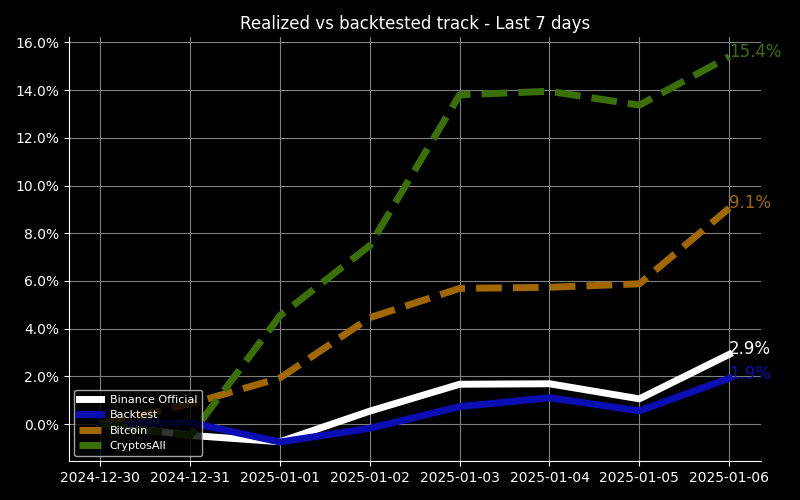 Realized vs backtested track - Last 7 days
16.0%
14.0%
12.0%
10.0%
8.0%
6.0%
4.0%
2.0%
0.0%
15.4%
9.1%
2.9%
1.9%
Binance Official
Backtest
Bitcoin
CryptosAll
2024-12-30 2024-12-31 2025-01-01 2025-01-02 2025-01-03 2025-01-04 2025-01-05 2025-01-06